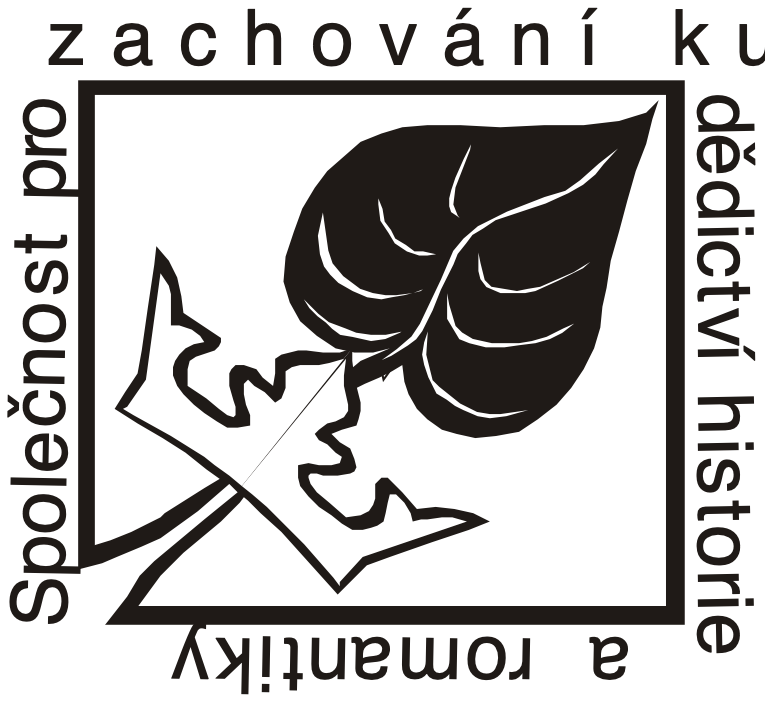 Společnost pro
zachování ku
dědictví historie
a romantiky